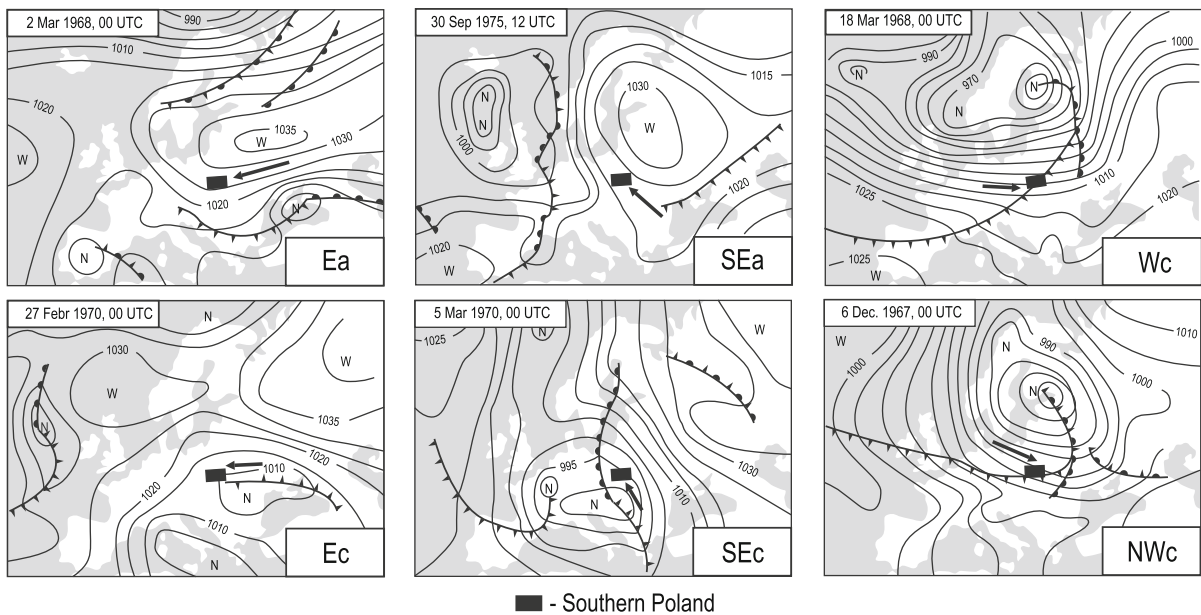 2 Mar 1968, 00 UTC
990
1010
1020
1035
W
W
1030
1020
N
N
Ea
30 Sep 1975, 12 UTC
1015
N
N
1030
W
1000
1020
1020
W
SEa
18 Mar 1968, 00 UTC
990
N
970
N
N
1000
1025
1010
1020
1025
W
Wc
27 Febr 1970, 00 UTC
N
1030
W
W
1035
N
1020
1020
1010
N
1010
N
Ec
5 Mar 1970, 00 UTC
1025
N
W
995
1030
N
N
1010
SEc
6 Dec. 1967, 00 UTC
W
1000
N
990
1010
N
1000
NWc
- Southern Poland